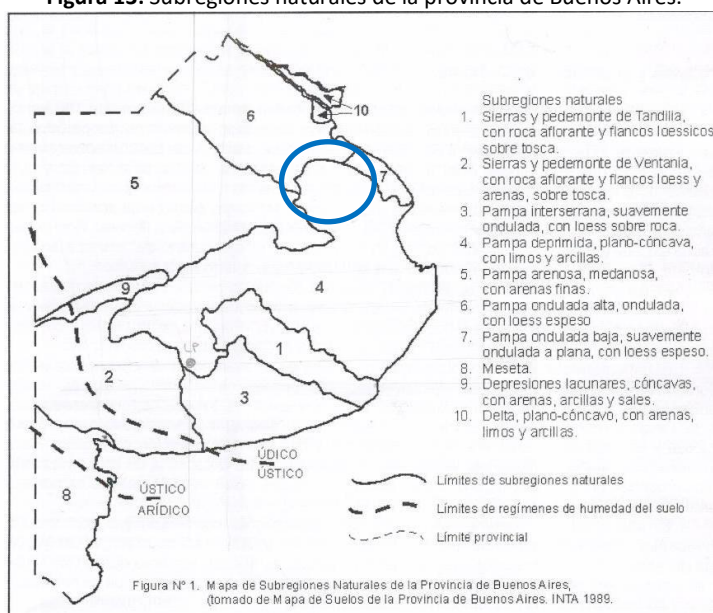 Figura 15. Subregiones naturales de la provincia de Buenos Aires.
Subregiones naturales
1. Sierras y pedemonte de Tandilia,
con roca aflorante y flancos loessicos
sobre tosca.
2. Sierras y pedemonte de Ventania,
con roca aflorante y flancos loess y
arenas, sobre tosca.
3. Pampa interserrana, suavemente
ondulada, con loess sobre roca.
4. Pampa deprimida, plano-cóncava,
con limos y arcillas.
5. Pampa arenosa, medanosa,
con arenas finas.
6. Pampa ondulada alta, ondulada,
con loess espeso
7. Pampa ondulada baja, suavemente
ondulada a plana, con loess espeso.
8. Meseta.
9. Depresiones lacunares, cóncavas,
con arenas, arcillas y sales.
10. Delta, plano-cóncavo, con arenas,
limos y arcillas.
10
6
7
5
4
9
LP
1
2
3
ÚDICO
ÚSTICO
8
ÚSTICO
ARÍDICO
Límites de subregiones naturales
Límites de regímenes de humedad del suelo
Límite provincial
Figura Nº 1. Mapa de Subregiones Naturales de la Provincia de Buenos Aires,
(tomado de Mapa de Suelos de la Provincia de Buenos Aires. INTA 1989.